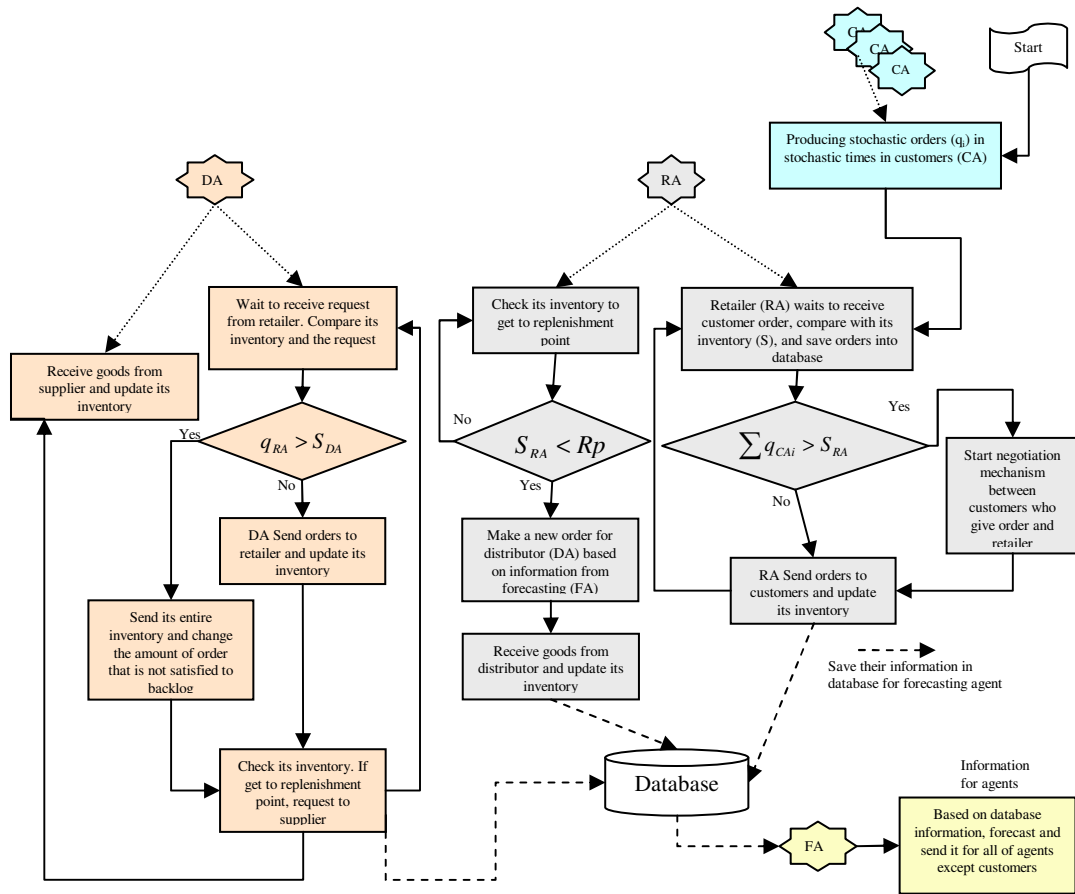 CA
CA
CA
Start
Producing stochastic orders (qi) in
stochastic times in customers (CA)
DA
RA
Wait to receive request
from retailer. Compare its
inventory and the request
Check its inventory to
get to replenishment
point
Retailer (RA) waits to receive
customer order, compare with its
inventory (S), and save orders into
database
Receive goods from
supplier and update its
inventory
Yes
q_RA > S_DA
No
No
S_RA < Rp
Yes
∑ q_CAi > S_RA
Yes
No
Start negotiation
mechanism
between
customers who
give order and
retailer
DA Send orders to
retailer and update its
inventory
Make a new order for
distributor (DA) based
on information from
forecasting (FA)
RA Send orders to
customers and update
its inventory
Send its entire
inventory and change
the amount of order
that is not satisfied to
backlog
Receive goods from
distributor and update its
inventory
Save their information in
database for forecasting agent
Check its inventory. If
get to replenishment
point, request to
supplier
Database
Information
for agents
FA
Based on database
information, forecast and
send it for all of agents
except customers